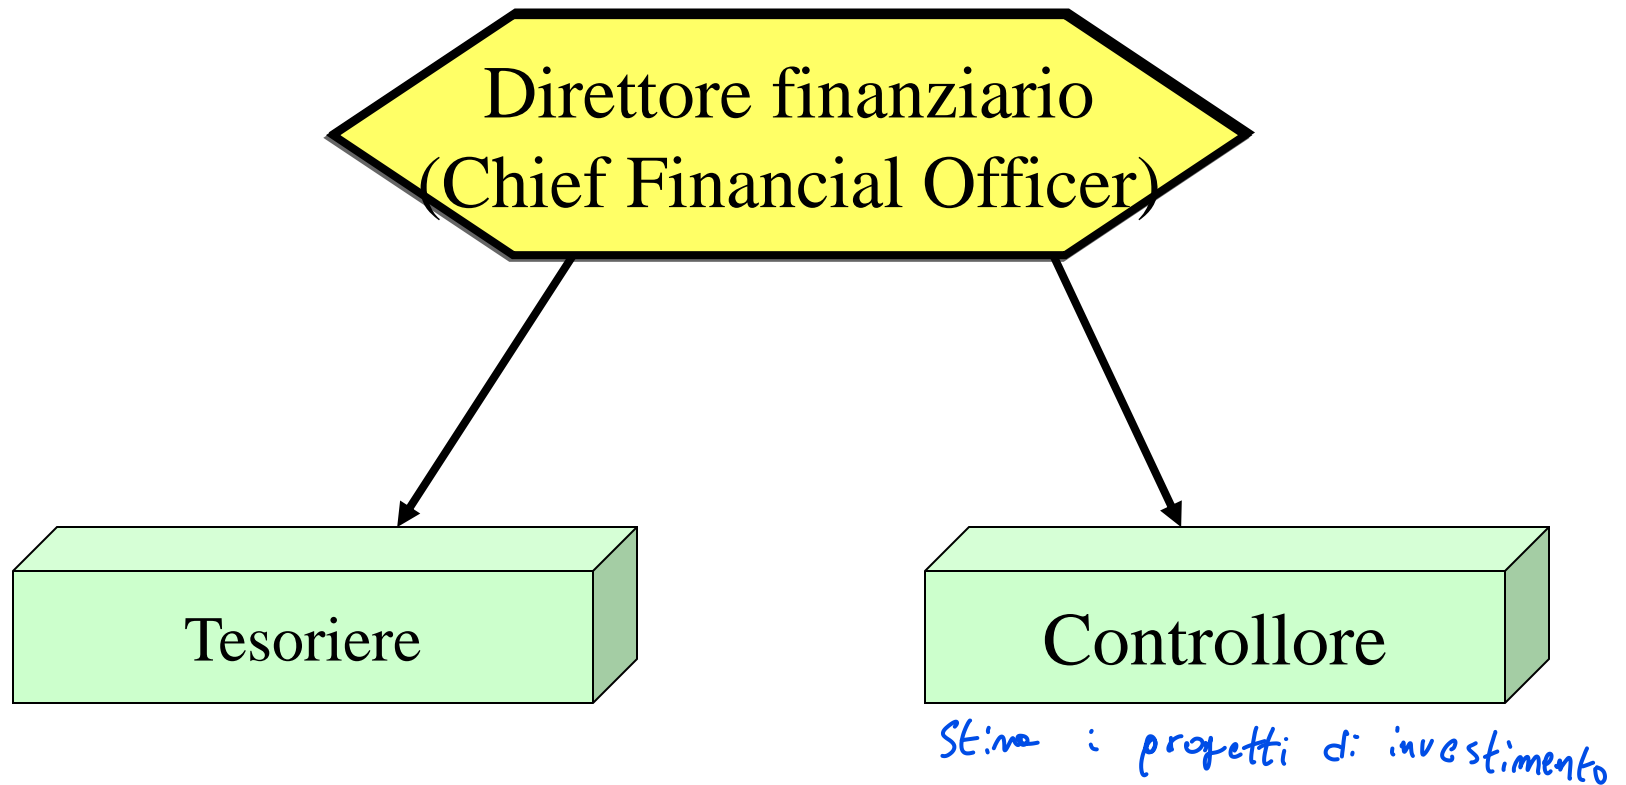 Direttore finanziario
(Chief Financial Officer)
Tesoriere
Controllore
Stima i progetti di investimento